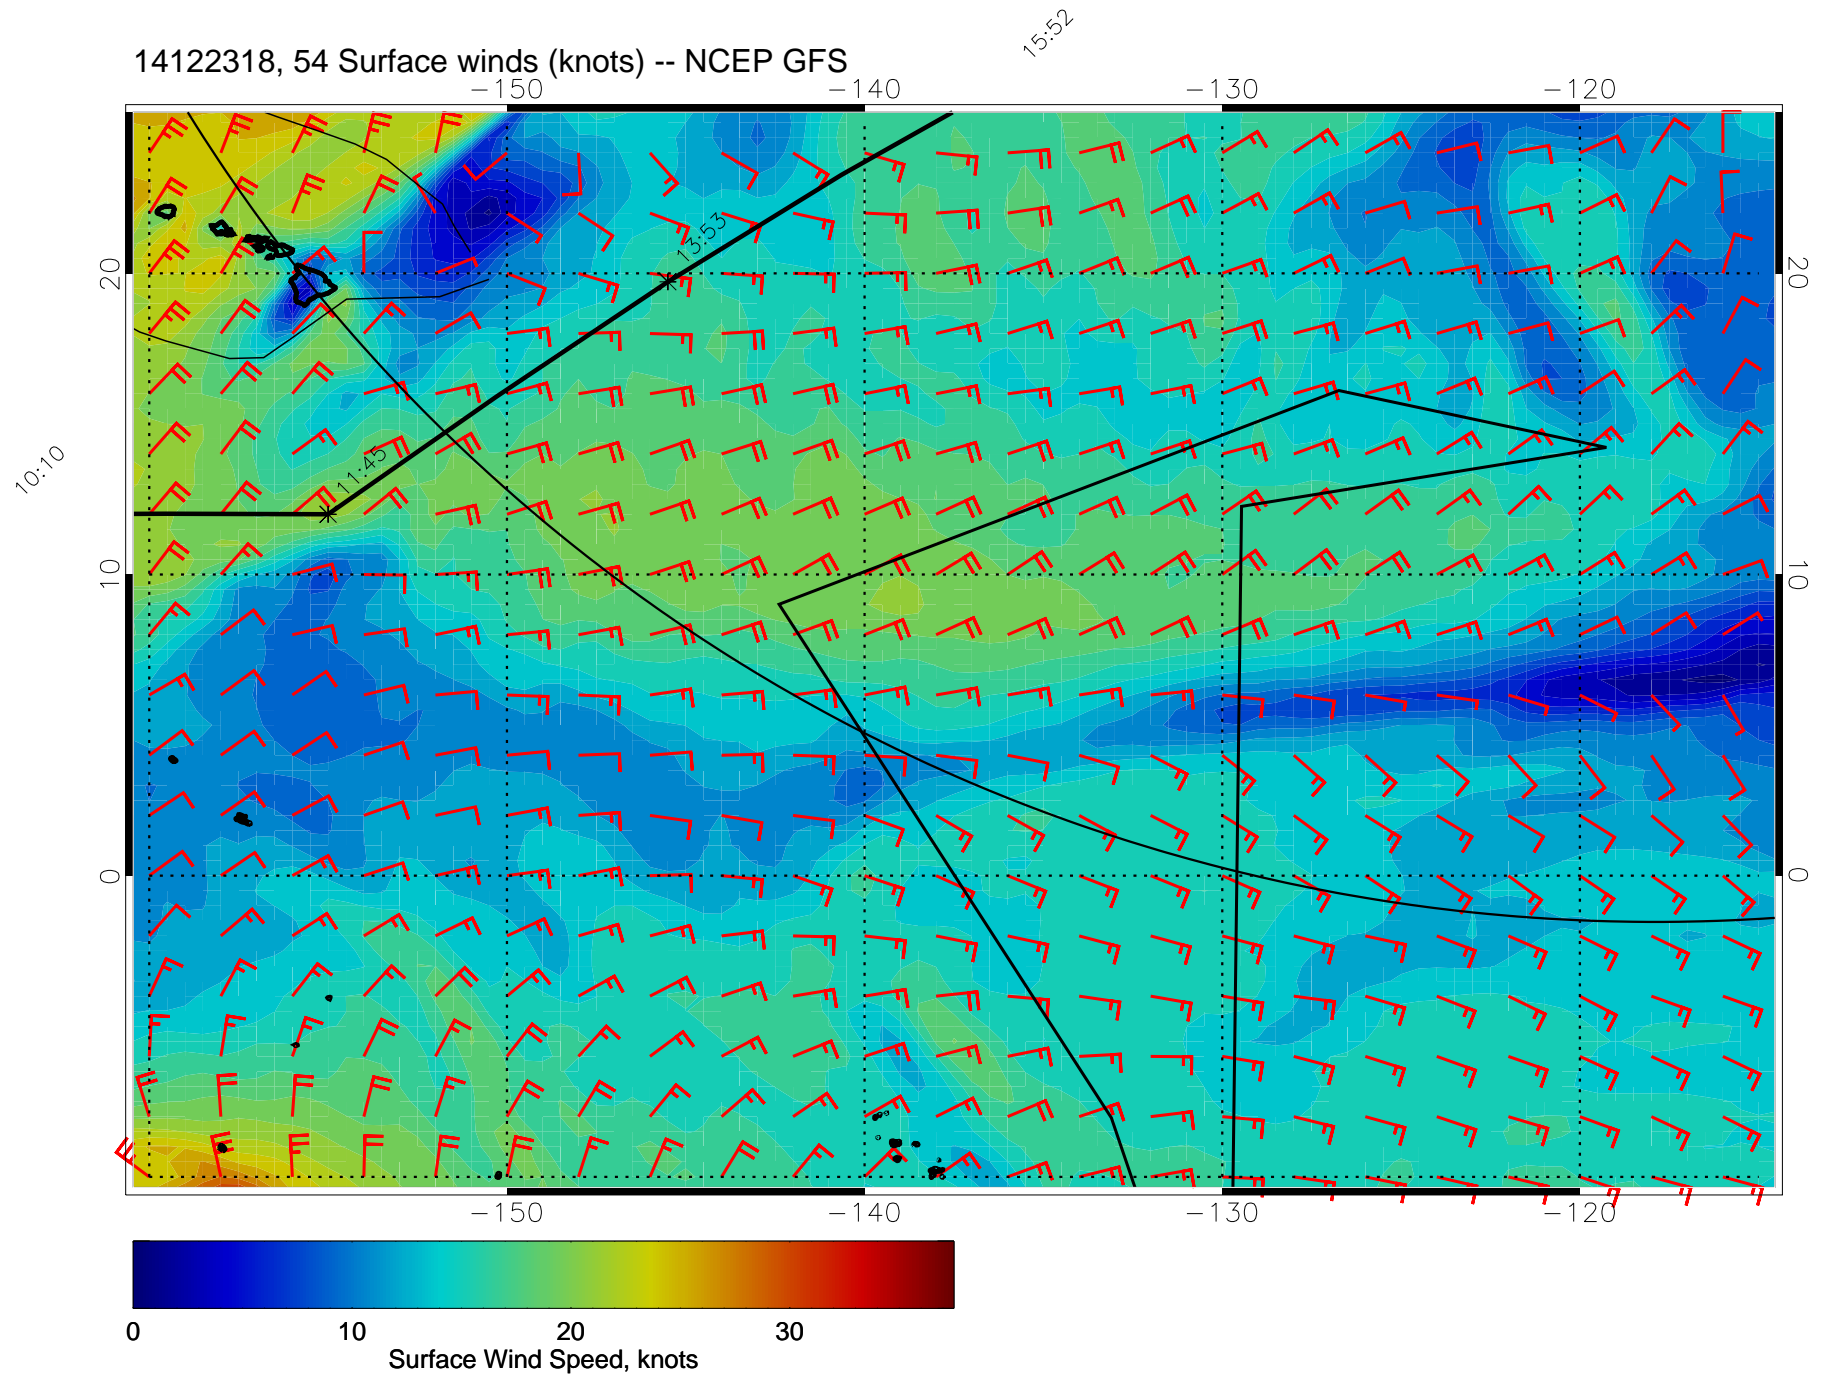 15:52
14122318, 54 Surface winds (knots) -- NCEP GFS
−150 −140 −130 −120
13:53
20 20
11:45
10:10
10 10
0 0
−150 −140 −130 −120
0 10 20 30
Surface Wind Speed, knots